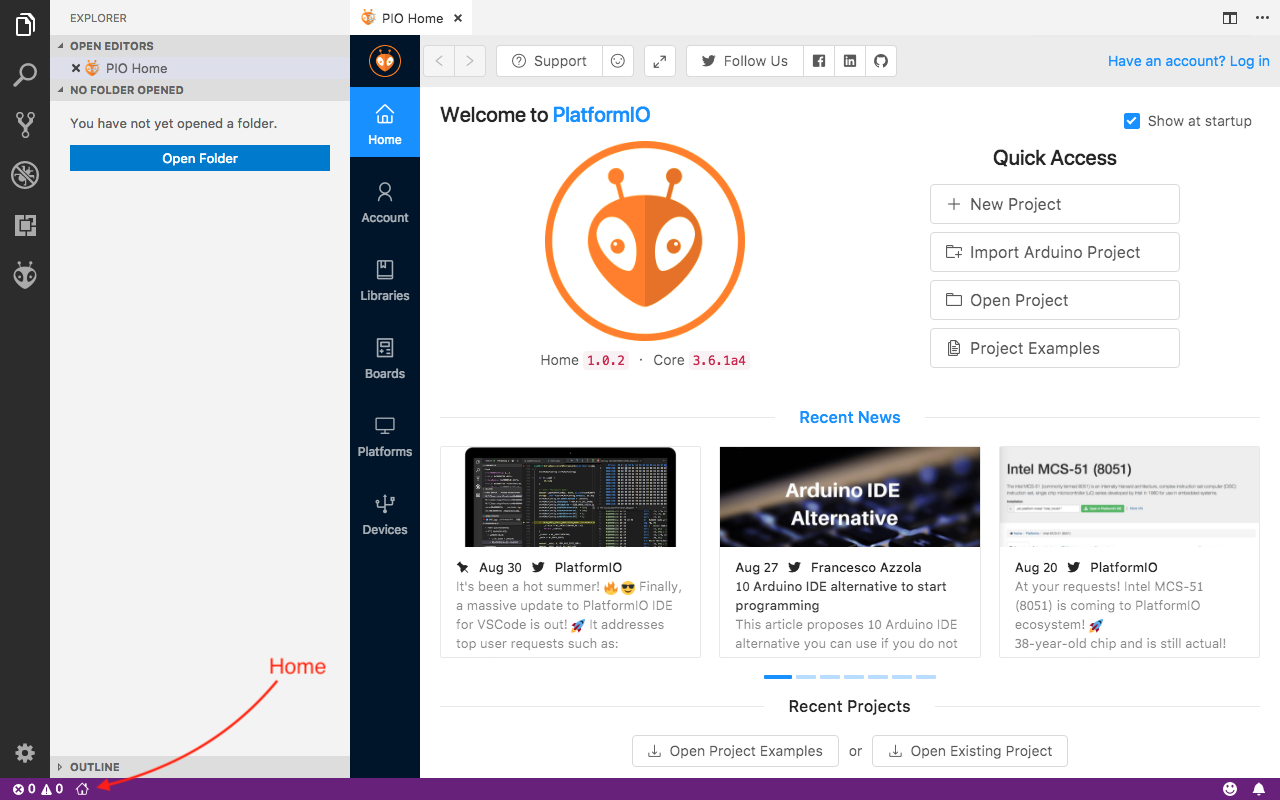 EXPLORER
OPEN EDITORS
PIO Home
NO FOLDER OPENED
You have not yet opened a folder.
Open Folder
OUTLINE
0 0
Home
PIO Home
Support
Follow Us
Have an account? Log in
Home
Account
Libraries
Boards
Platforms
Devices
Welcome to PlatformIO
Show at startup
Home 1.0.2 · Core 3.6.1a4
Quick Access
New Project
Import Arduino Project
Open Project
Project Examples
Recent News
Aug 30 PlatformIO
It's been a hot summer! 🔥😎 Finally,
a massive update to PlatformIO IDE
for VSCode is out! 🚀 It addresses
top user requests such as:
Arduino IDE
Alternative
Aug 27 Francesco Azzola
10 Arduino IDE alternative to start
programming
This article proposes 10 Arduino IDE
alternative you can use if you do not
Intel MCS-51 (8051)
Aug 20 PlatformIO
At your requests! Intel MCS-51
(8051) is coming to PlatformIO
ecosystem! 🚀
38-year-old chip and is still actual!
Recent Projects
Open Project Examples or Open Existing Project